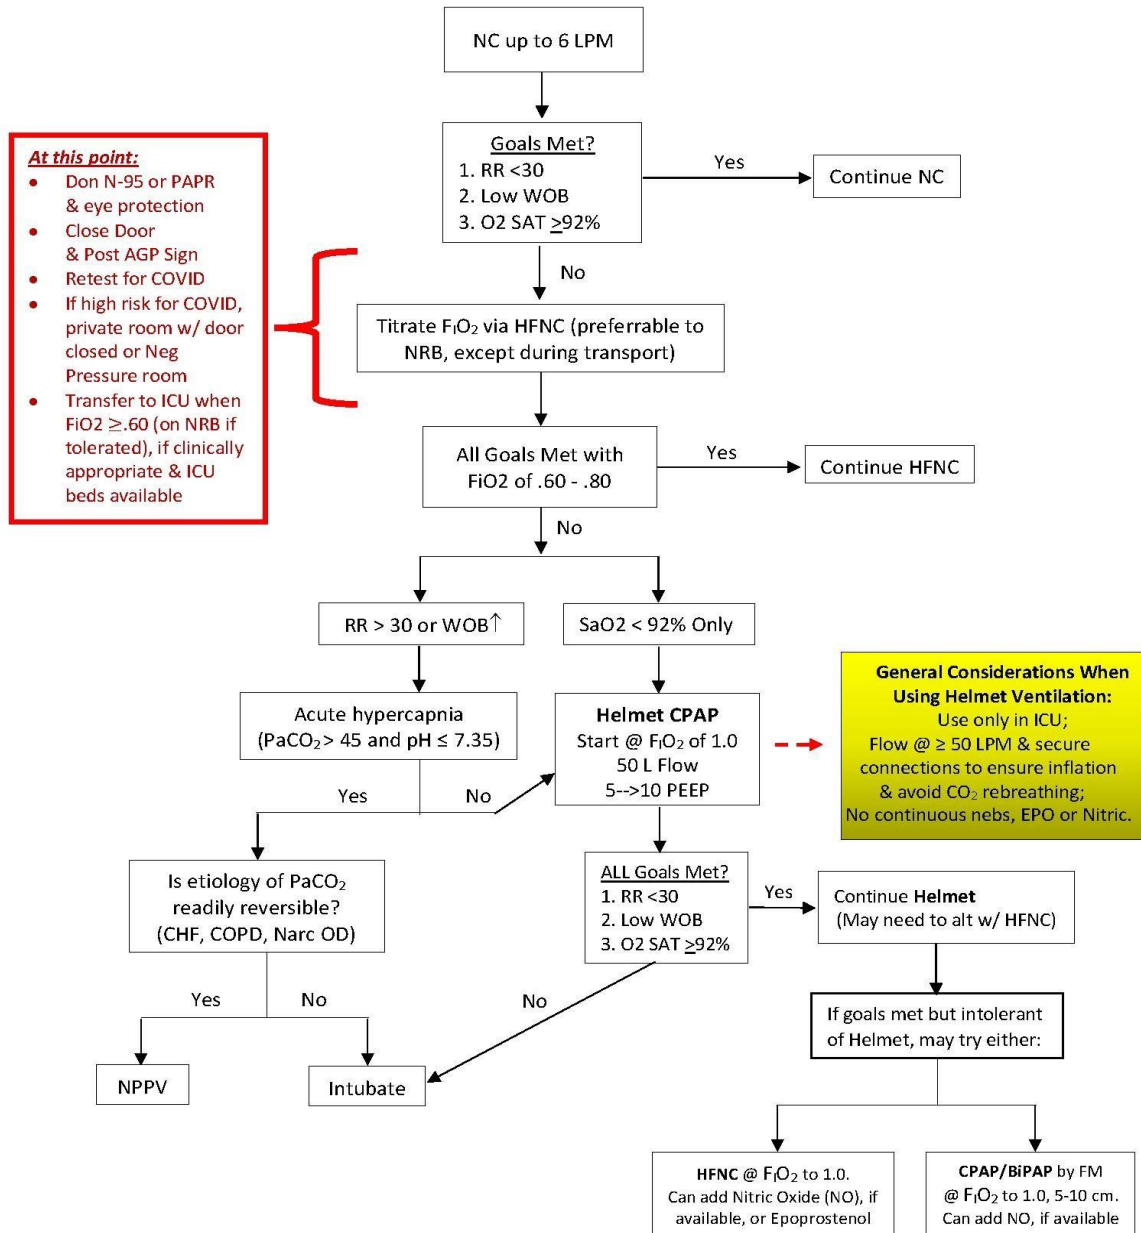 NC up to 6 LPM
Goals Met?
1. RR <30
2. Low WOB
3. O2 SAT ≥92%
Yes
Continue NC
No
At this point:
● Don N-95 or PAPR
& eye protection
● Close Door
& Post AGP Sign
● Retest for COVID
● If high risk for COVID,
private room w/ door
closed or Neg
Pressure room
● Transfer to ICU when
FiO2 ≥.60 (on NRB if
tolerated), if clinically
appropriate & ICU
beds available
Titrate FIO2 via HFNC (preferrable to
NRB, except during transport)
All Goals Met with
FiO2 of .60 - .80
Yes
Continue HFNC
No
RR > 30 or WOB↑
SaO2 < 92% Only
Acute hypercapnia
(PaCO2 > 45 and pH ≤ 7.35)
Yes
No
Helmet CPAP
Start @ FIO2 of 1.0
50 L Flow
5-->10 PEEP
General Considerations When
Using Helmet Ventilation:
Use only in ICU;
Flow @ ≥ 50 LPM & secure
connections to ensure inflation
& avoid CO2 rebreathing;
No continuous nebs, EPO or Nitric.
Is etiology of PaCO2
readily reversible?
(CHF, COPD, Narc OD)
Yes
No
NPPV
Intubate
ALL Goals Met?
1. RR <30
2. Low WOB
3. O2 SAT ≥92%
Yes
No
Continue Helmet
(May need to alt w/ HFNC)
If goals met but intolerant
of Helmet, may try either:
HFNC @ FIO2 to 1.0.
Can add Nitric Oxide (NO), if
available, or Epoprostenol
CPAP/BiPAP by FM
@ FIO2 to 1.0, 5-10 cm.
Can add NO, if available